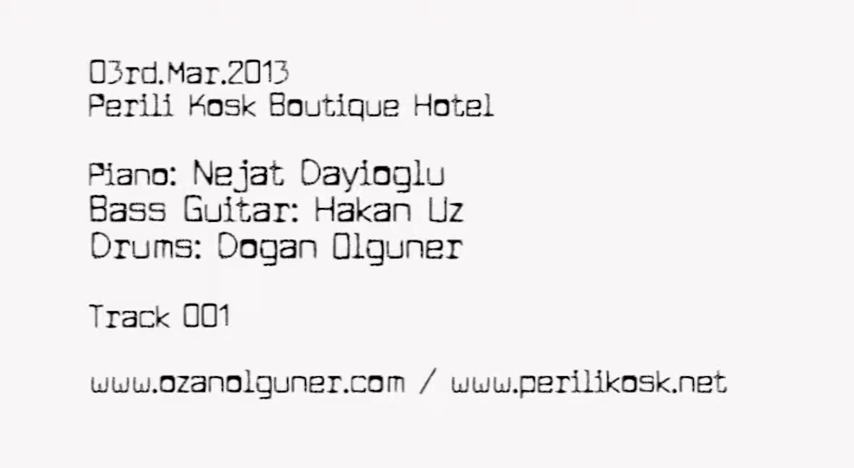 03rd.Mar.2013
Perili Kosk Boutique Hotel
Piano: Nejat Dayioglu
Bass Guitar: Hakan Uz
Drums: Dogan Olguner
Track 001
www.ozanolguner.com / www.perilikosk.net